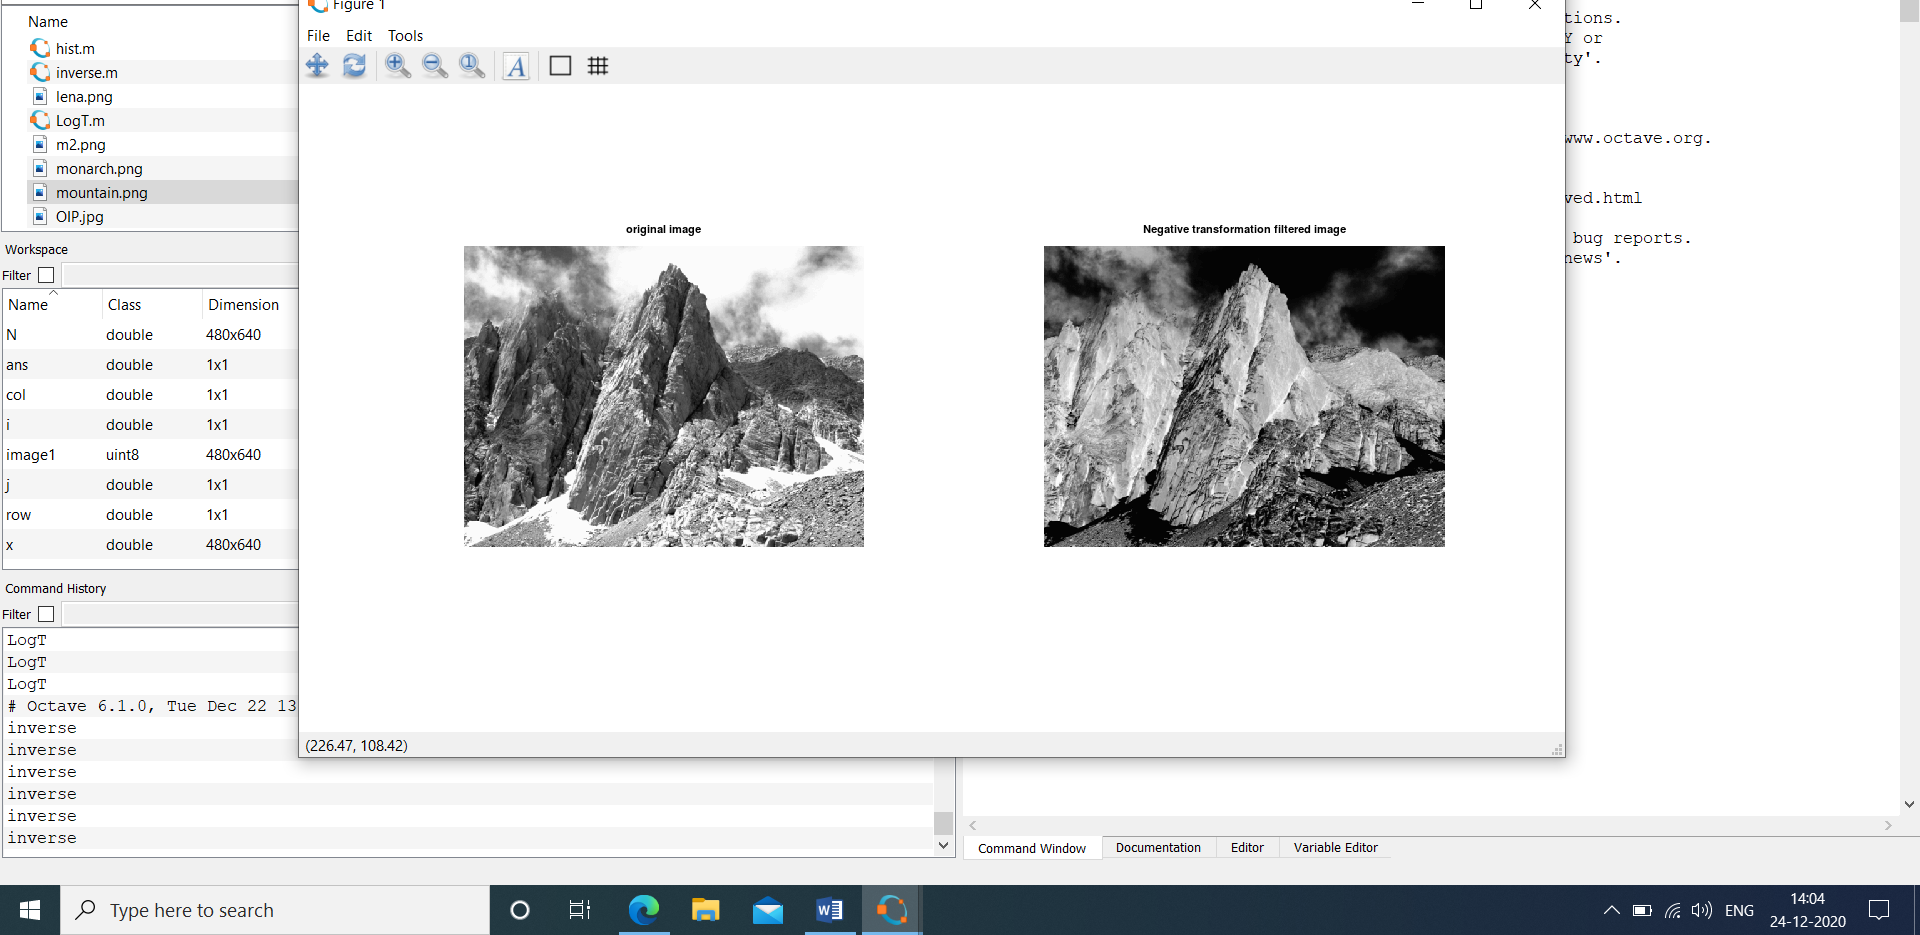 Name
hist.m
inverse.m
lena.png
LogT.m
m2.png
monarch.png
mountain.png
OIP.jpg
Workspace
Filter
Name Class Dimension
N double 480x640
ans double 1x1
col double 1x1
i double 1x1
image1 uint8 480x640
j double 1x1
row double 1x1
x double 480x640
Command History
Filter
LogT
LogT
LogT
# Octave 6.1.0, Tue Dec 22 13
inverse
inverse
inverse
inverse
inverse
inverse
Figure 1
File Edit Tools
A
original image
Negative transformation filtered image
(226.47, 108.42)
tions.
Y or
ty'.
www.octave.org.
ved.html
bug reports.
news'.
Command Window Documentation Editor Variable Editor
Type here to search
ENG
14:04
24-12-2020